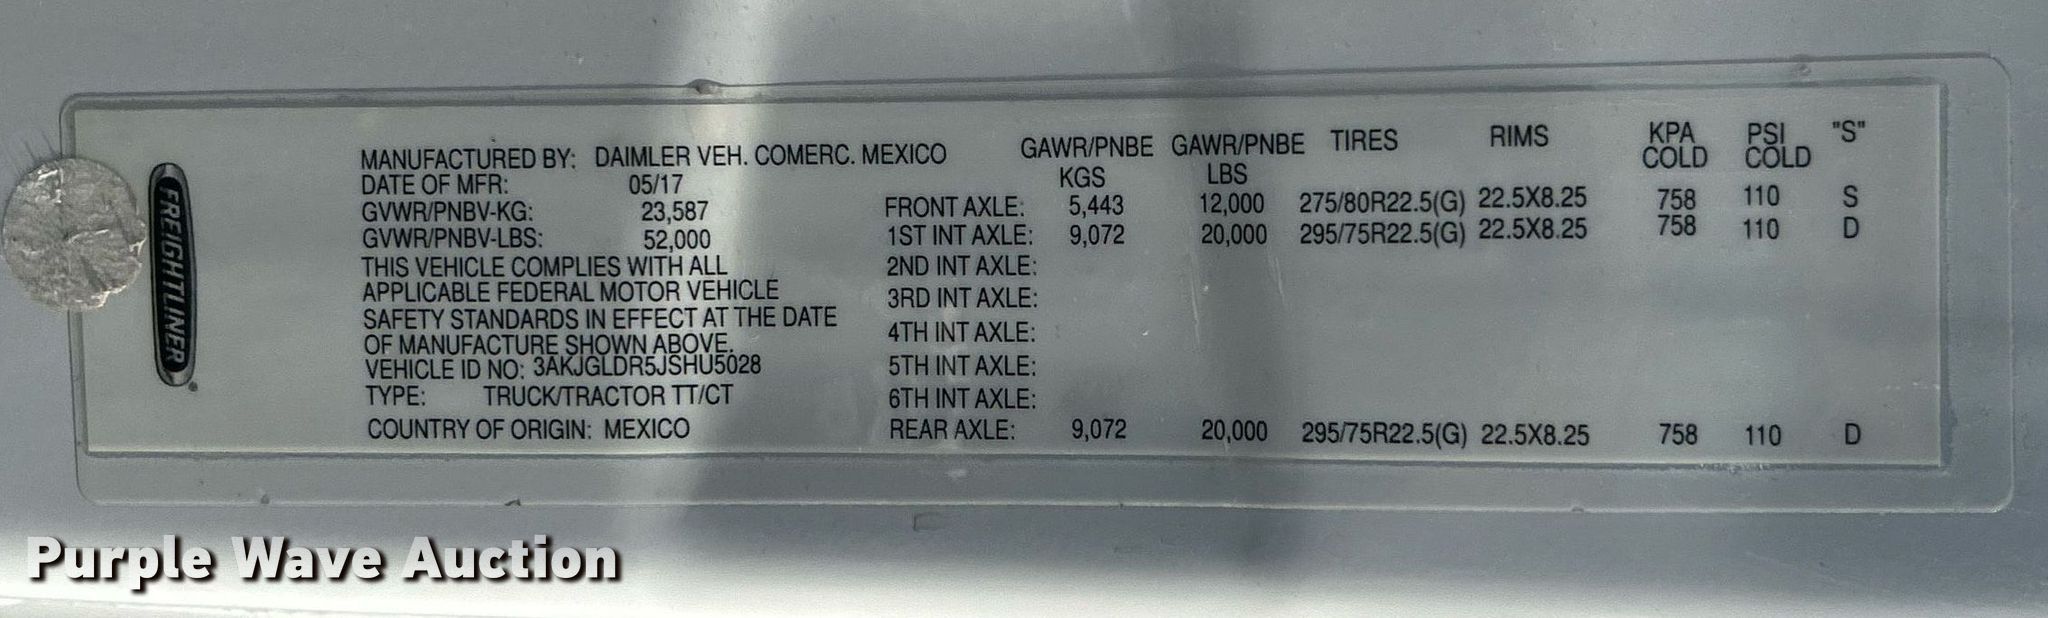 FREIGHTLINER
MANUFACTURED BY: DAIMLER VEH. COMERC. MEXICO
DATE OF MFR: 05/17
GVWR/PNBV-KG: 23,587
GVWR/PNBV-LBS: 52,000
THIS VEHICLE COMPLIES WITH ALL
APPLICABLE FEDERAL MOTOR VEHICLE
SAFETY STANDARDS IN EFFECT AT THE DATE
OF MANUFACTURE SHOWN ABOVE.
VEHICLE ID NO: 3AKJGLDR5JSHU5028
TYPE: TRUCK/TRACTOR TT/CT
COUNTRY OF ORIGIN: MEXICO
GAWR/PNBE GAWR/PNBE TIRES RIMS KPA PSI "S"
KGS LBS COLD COLD
FRONT AXLE: 5,443 12,000 275/80R22.5(G) 22.5X8.25 758 110 S
1ST INT AXLE: 9,072 20,000 295/75R22.5(G) 22.5X8.25 758 110 D
2ND INT AXLE:
3RD INT AXLE:
4TH INT AXLE:
5TH INT AXLE:
6TH INT AXLE:
REAR AXLE: 9,072 20,000 295/75R22.5(G) 22.5X8.25 758 110 D
Purple Wave Auction